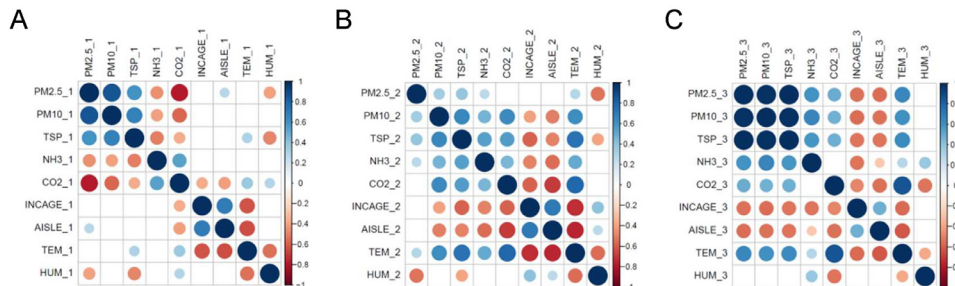 A
B
C
PM2.5_1
PM10_1
TSP_1
NH3_1
CO2_1
INCAGE_1
AISLE_1
TEM_1
HUM_1
PM2.5_1
PM10_1
TSP_1
NH3_1
CO2_1
INCAGE_1
AISLE_1
TEM_1
HUM_1
1
0.8
0.6
0.4
0.2
0
-0.2
-0.4
-0.6
-0.8
-1
PM2.5_2
PM10_2
TSP_2
NH3_2
CO2_2
INCAGE_2
AISLE_2
TEM_2
HUM_2
PM2.5_2
PM10_2
TSP_2
NH3_2
CO2_2
INCAGE_2
AISLE_2
TEM_2
HUM_2
1
0.8
0.6
0.4
0.2
0
-0.2
-0.4
-0.6
-0.8
-1
PM2.5_3
PM10_3
TSP_3
NH3_3
CO2_3
INCAGE_3
AISLE_3
TEM_3
HUM_3
PM2.5_3
PM10_3
TSP_3
NH3_3
CO2_3
INCAGE_3
AISLE_3
TEM_3
HUM_3